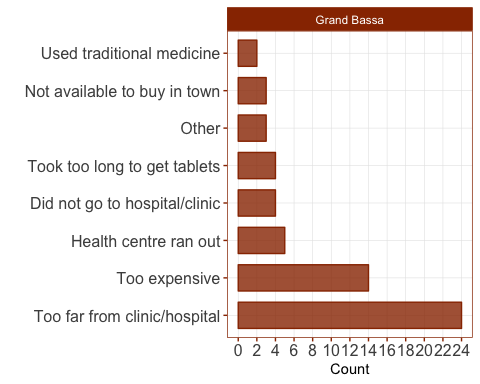 Grand Bassa
Used traditional medicine
Not available to buy in town
Other
Took too long to get tablets
Did not go to hospital/clinic
Health centre ran out
Too expensive
Too far from clinic/hospital
0 2 4 6 8 10 12 14 16 18 20 22 24
Count